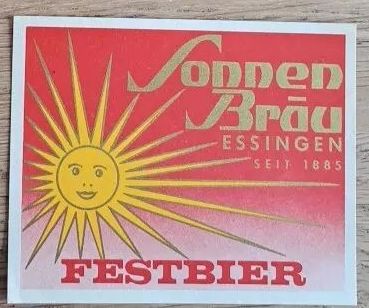 Sonnen
Bräu
ESSINGEN
SEIT 1885
FESTBIER